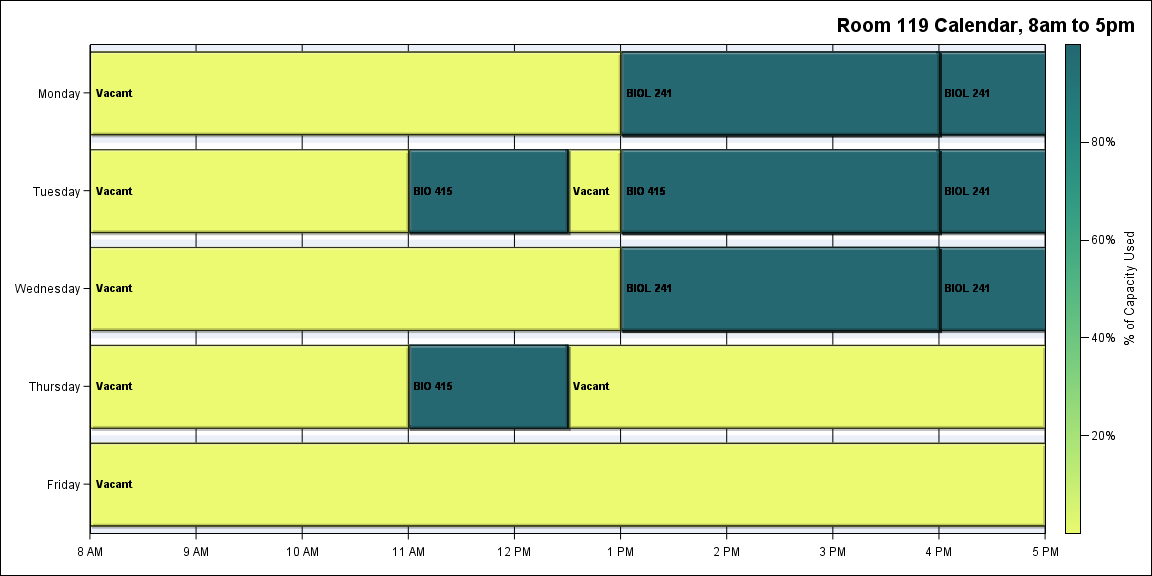 Room 119 Calendar, 8am to 5pm
Monday
Vacant
BIOL 241
BIOL 241
80%
Tuesday
Vacant
BIO 415
Vacant
BIO 415
BIOL 241
60%
% of Capacity Used
Wednesday
Vacant
BIOL 241
BIOL 241
40%
Thursday
Vacant
BIO 415
Vacant
20%
Friday
Vacant
8 AM
9 AM
10 AM
11 AM
12 PM
1 PM
2 PM
3 PM
4 PM
5 PM